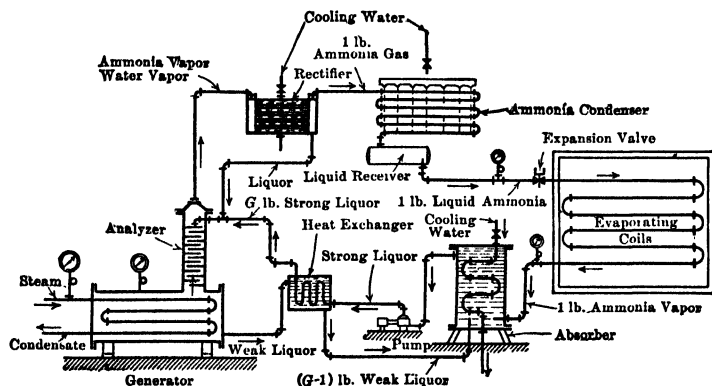 Cooling Water
1 lb.
Ammonia Gas
Ammonia Vapor
Water Vapor
Rectifier
Ammonia Condenser
Expansion Valve
Liquor
Liquid Receiver
1 lb. Liquid Ammonia
G lb. Strong Liquor
Analyzer
Heat Exchanger
Cooling
Water
Evaporating
Coils
Steam
Strong Liquor
1 lb. Ammonia Vapor
Condensate
Weak Liquor
Pump
Absorber
Generator
(G-1) lb. Weak Liquor